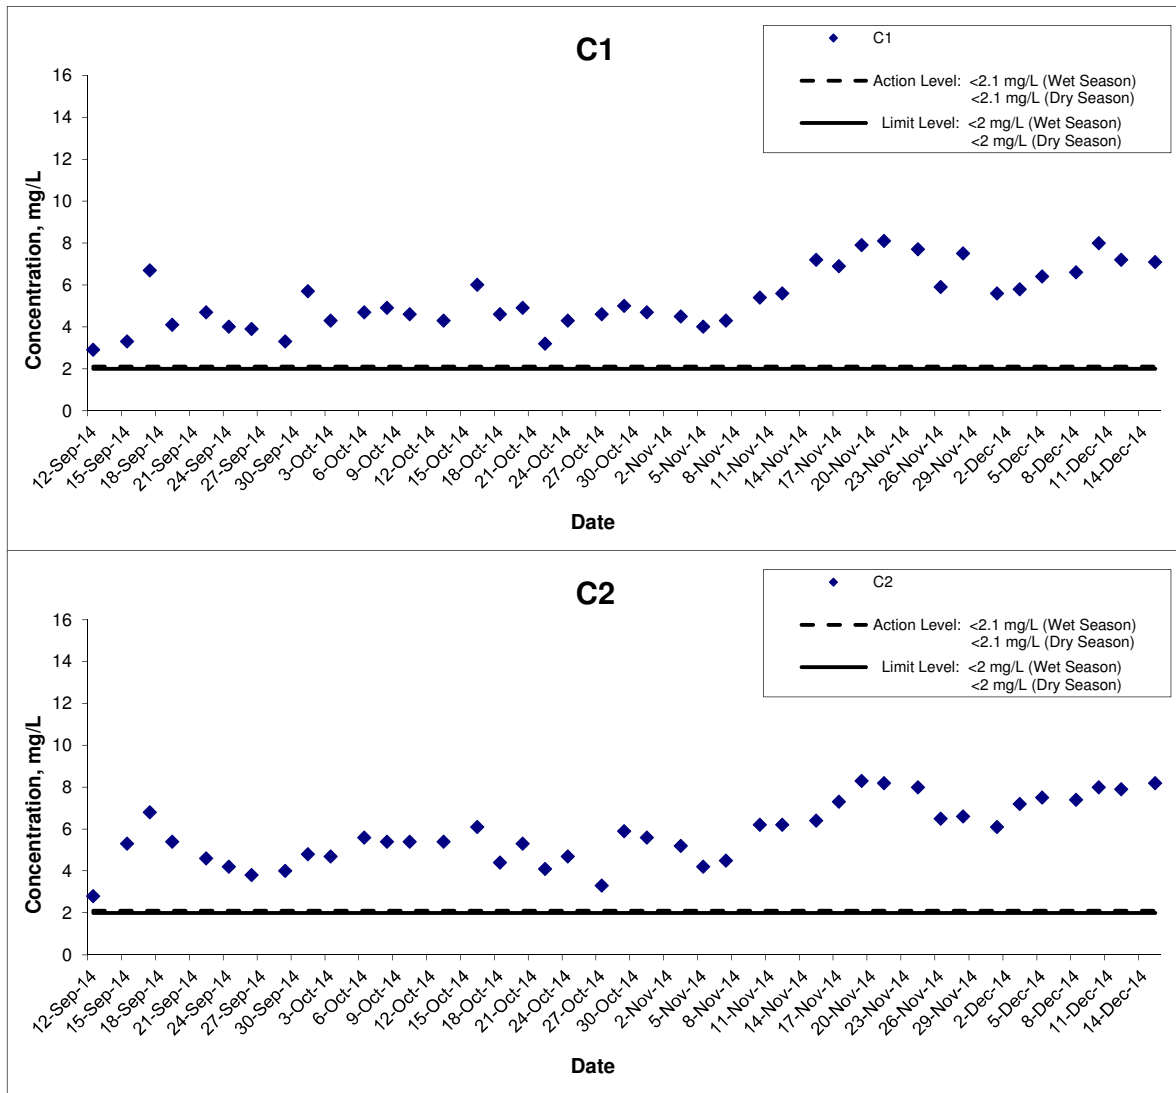 C1
C1
Action Level: <2.1 mg/L (Wet Season)
<2.1 mg/L (Dry Season)
Limit Level: <2 mg/L (Wet Season)
<2 mg/L (Dry Season)
Concentration, mg/L
16
14
12
10
8
6
4
2
0
12-Sep-14
15-Sep-14
18-Sep-14
21-Sep-14
24-Sep-14
27-Sep-14
30-Sep-14
3-Oct-14
6-Oct-14
9-Oct-14
12-Oct-14
15-Oct-14
18-Oct-14
21-Oct-14
24-Oct-14
27-Oct-14
30-Oct-14
2-Nov-14
5-Nov-14
8-Nov-14
11-Nov-14
14-Nov-14
17-Nov-14
20-Nov-14
23-Nov-14
26-Nov-14
29-Nov-14
2-Dec-14
5-Dec-14
8-Dec-14
11-Dec-14
14-Dec-14
Date
C2
C2
Action Level: <2.1 mg/L (Wet Season)
<2.1 mg/L (Dry Season)
Limit Level: <2 mg/L (Wet Season)
<2 mg/L (Dry Season)
Concentration, mg/L
16
14
12
10
8
6
4
2
0
12-Sep-14
15-Sep-14
18-Sep-14
21-Sep-14
24-Sep-14
27-Sep-14
30-Sep-14
3-Oct-14
6-Oct-14
9-Oct-14
12-Oct-14
15-Oct-14
18-Oct-14
21-Oct-14
24-Oct-14
27-Oct-14
30-Oct-14
2-Nov-14
5-Nov-14
8-Nov-14
11-Nov-14
14-Nov-14
17-Nov-14
20-Nov-14
23-Nov-14
26-Nov-14
29-Nov-14
2-Dec-14
5-Dec-14
8-Dec-14
11-Dec-14
14-Dec-14
Date